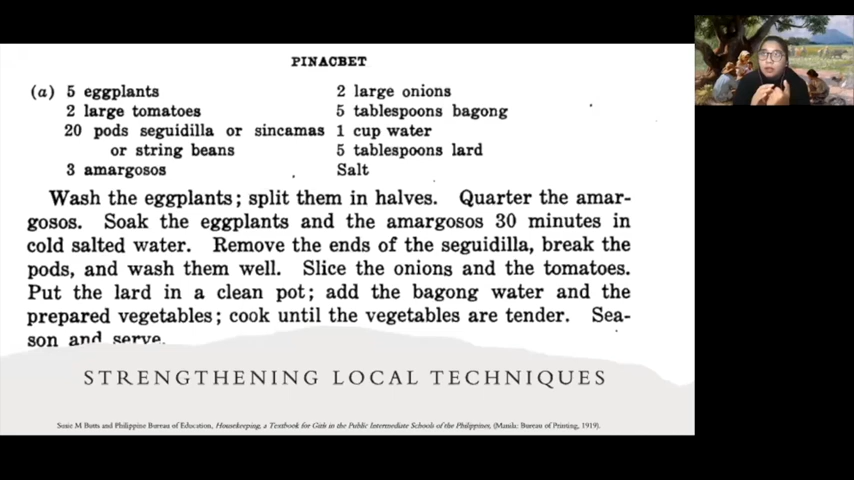 PINACBET
(a) 5 eggplants 2 large onions
2 large tomatoes 5 tablespoons bagong
20 pods seguidilla or sincamas 1 cup water
or string beans 5 tablespoons lard
3 amargosos Salt
Wash the eggplants; split them in halves. Quarter the amar-
gosos. Soak the eggplants and the amargosos 30 minutes in
cold salted water. Remove the ends of the seguidilla, break the
pods, and wash them well. Slice the onions and the tomatoes.
Put the lard in a clean pot; add the bagong water and the
prepared vegetables; cook until the vegetables are tender. Sea-
son and serve.
STRENGTHENING LOCAL TECHNIQUES
Susie M Butts and Philippine Bureau of Education, Housekeeping, a Textbook for Girls in the Public Intermediate Schools of the Philippines, (Manila: Bureau of Printing, 1919).